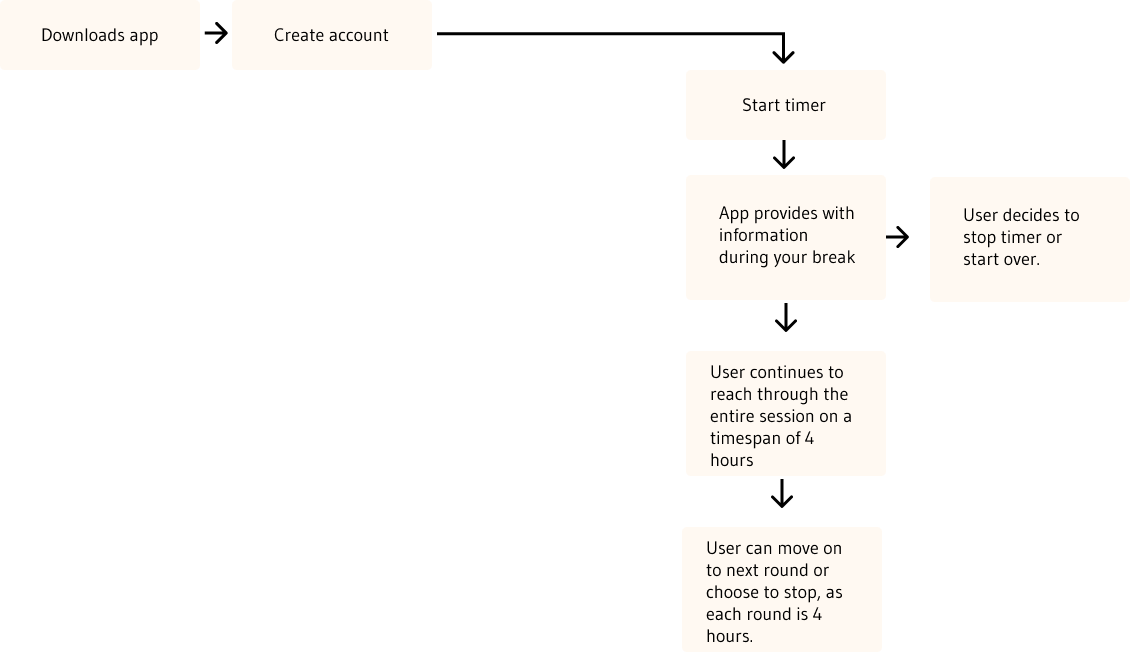 Downloads app
Create account
Start timer
App provides with
information
during your break
User decides to
stop timer or
start over.
User continues to
reach through the
entire session on a
timespan of 4
hours
User can move on
to next round or
choose to stop, as
each round is 4
hours.